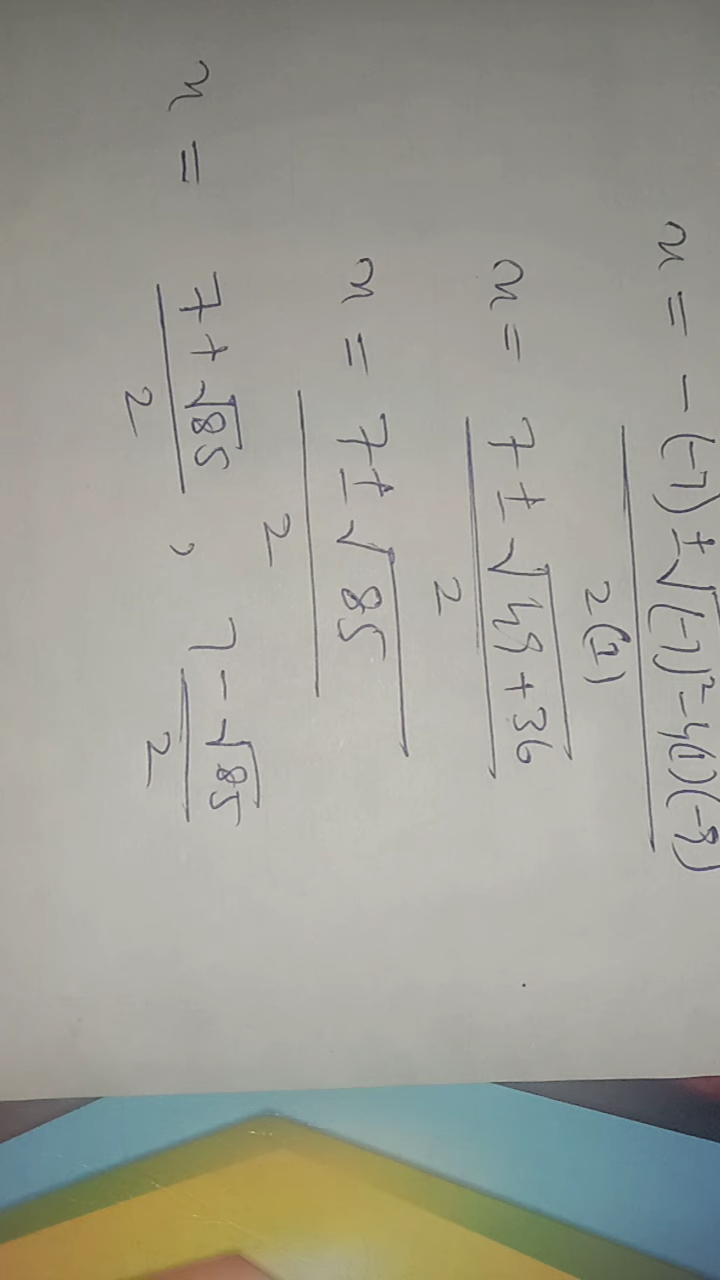 x = -(-7) ± √(-7)² - 4(1)(-9) / 2(1)
x = 7 ± √49 + 36 / 2
x = 7 ± √85 / 2
x = 7 + √85 / 2 , 7 - √85 / 2